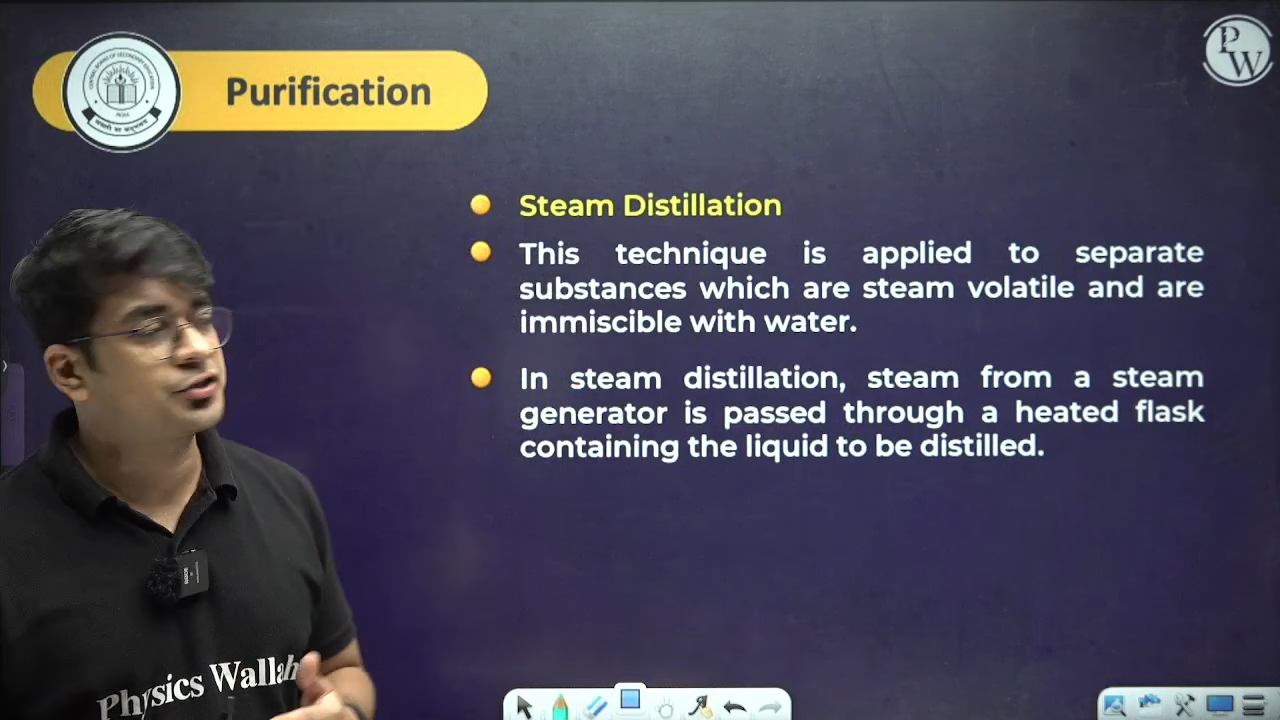 Purification
P
W
Steam Distillation
This technique is applied to separate
substances which are steam volatile and are
immiscible with water.
In steam distillation, steam from a steam
generator is passed through a heated flask
containing the liquid to be distilled.
Physics Wallah